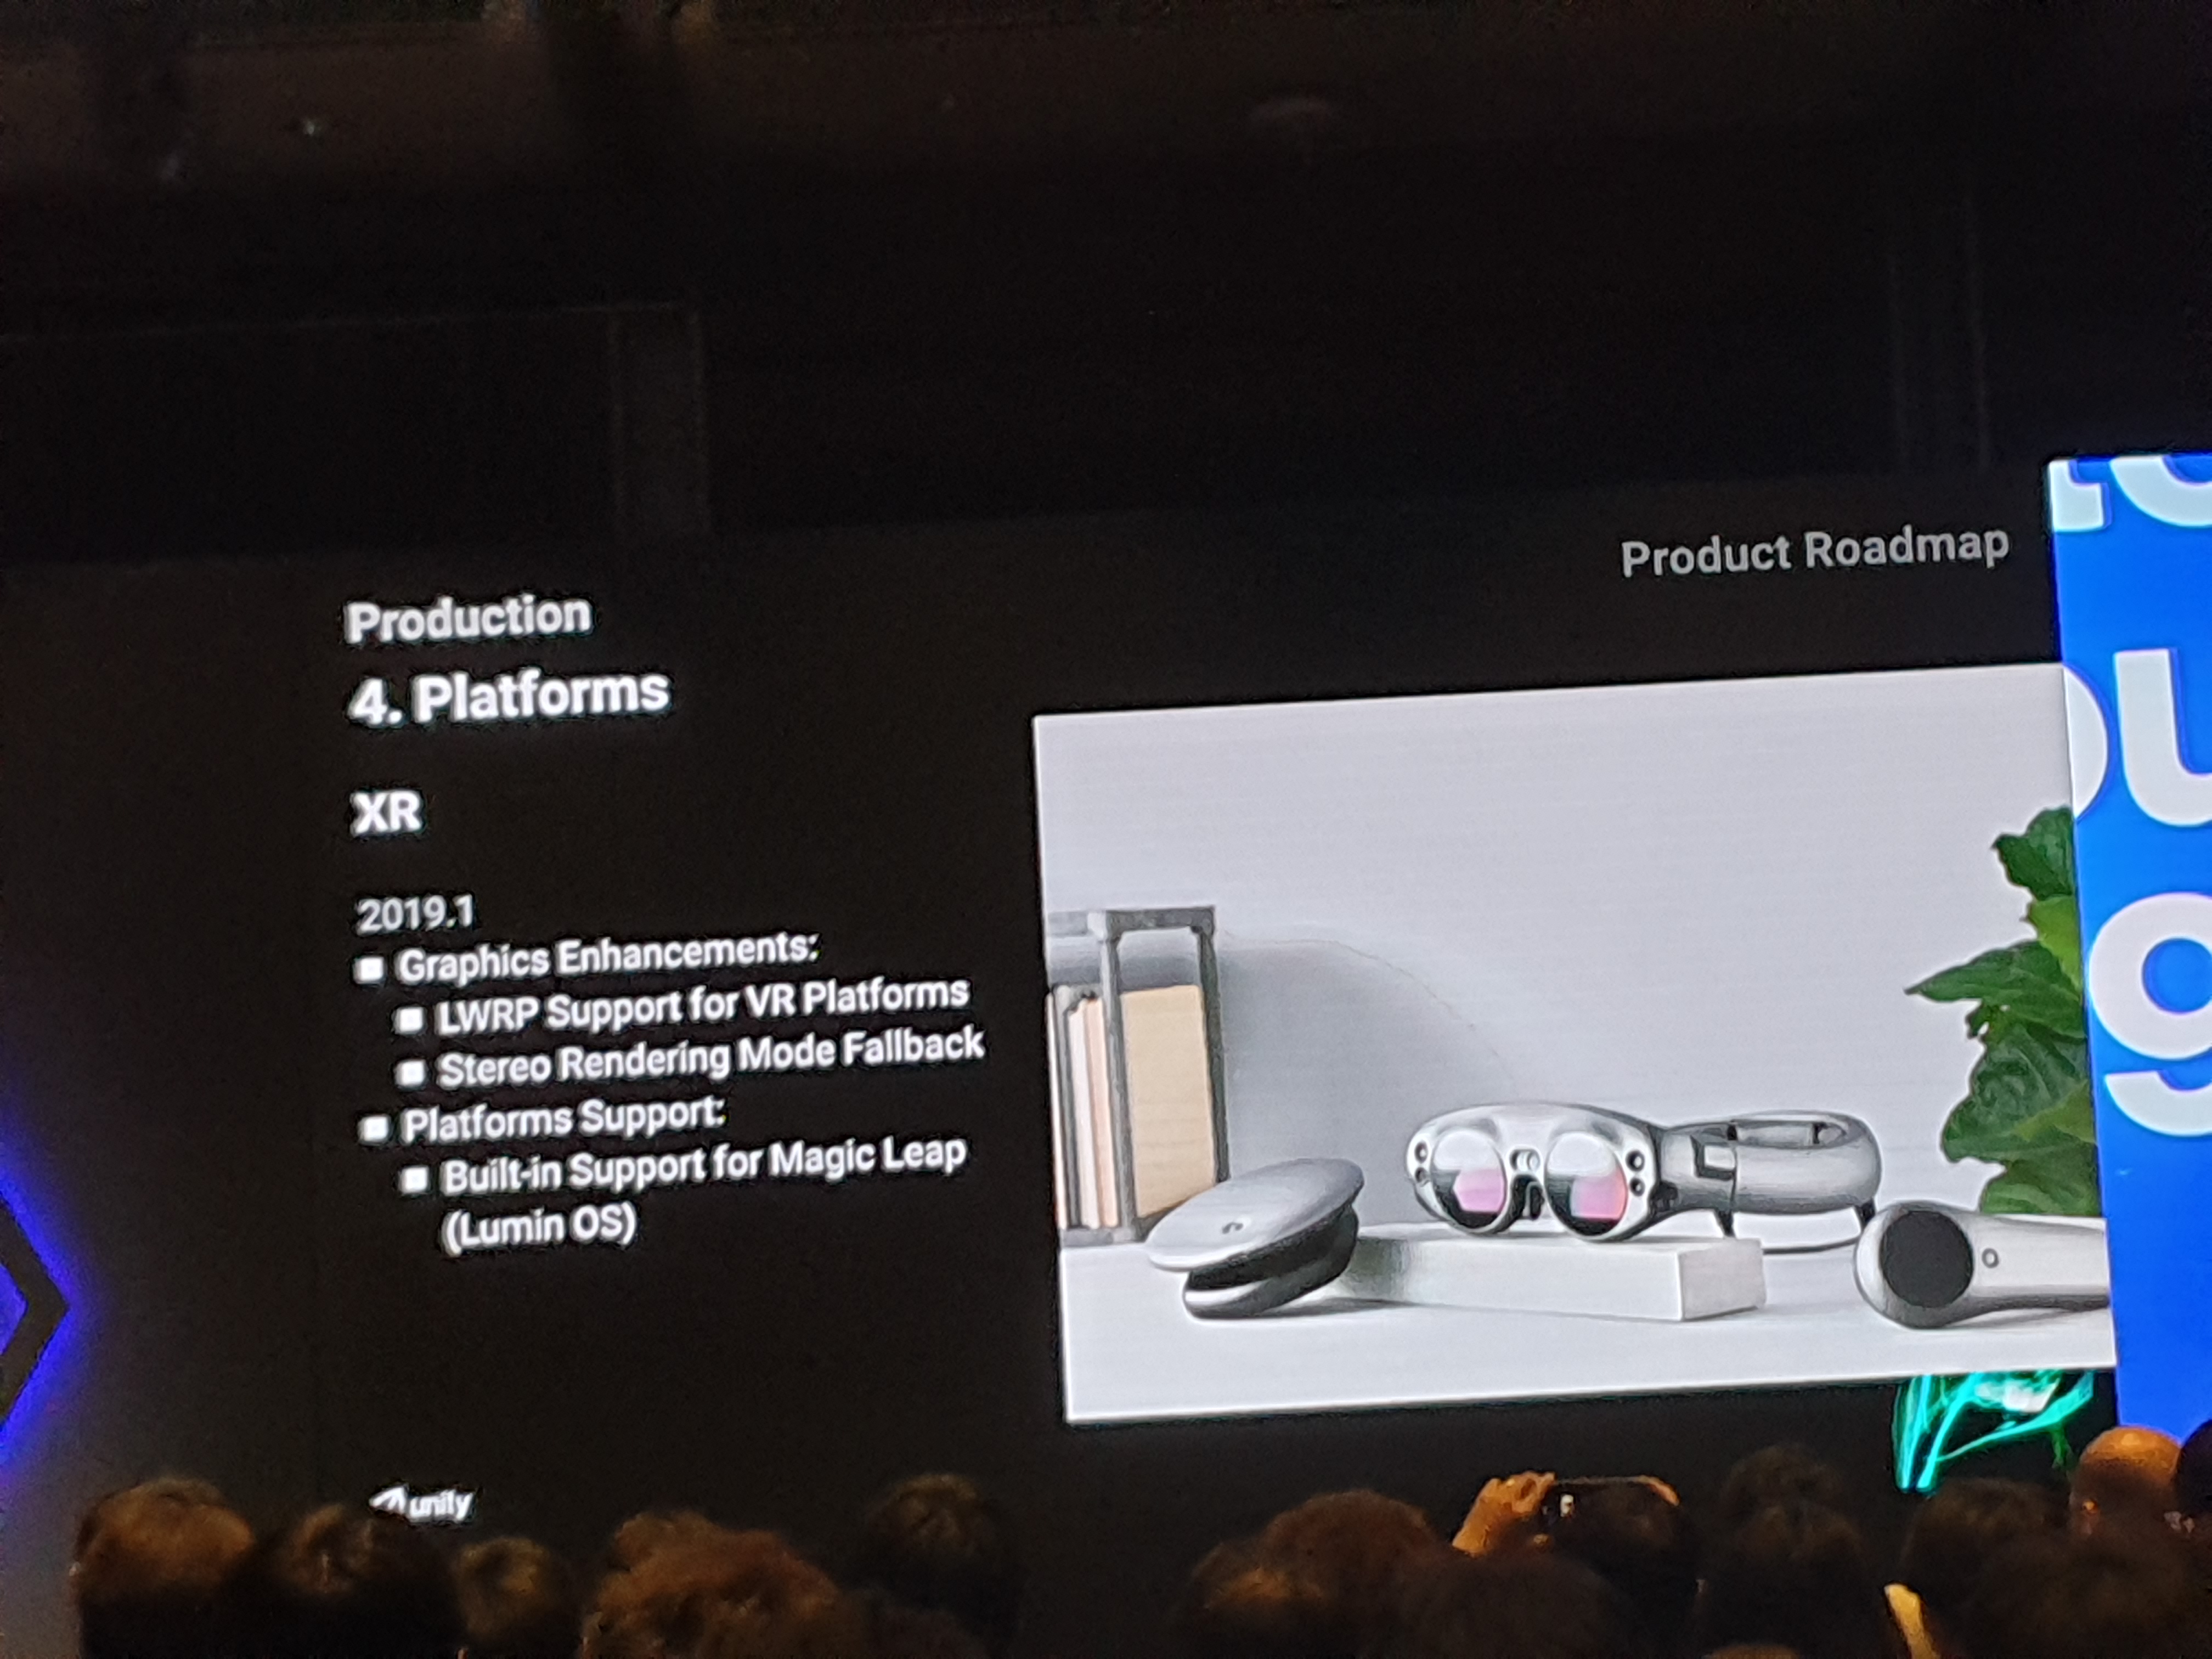 Product Roadmap
Production
4. Platforms
XR
2019.1
Graphics Enhancements:
LWRP Support for VR Platforms
Stereo Rendering Mode Fallback
Platforms Support:
Built-in Support for Magic Leap
(Lumin OS)
unity